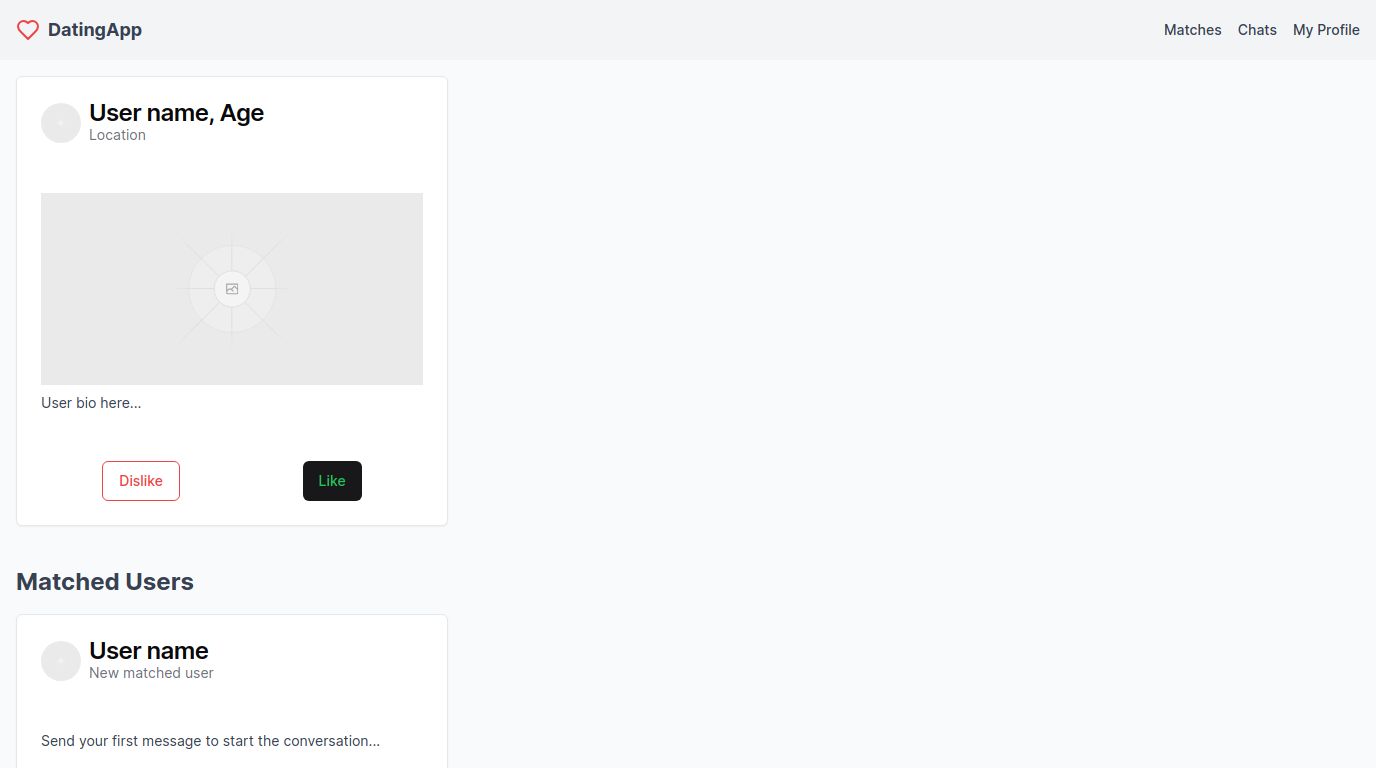 DatingApp
Matches Chats My Profile
User name, Age
Location
User bio here...
Dislike
Like
Matched Users
User name
New matched user
Send your first message to start the conversation...